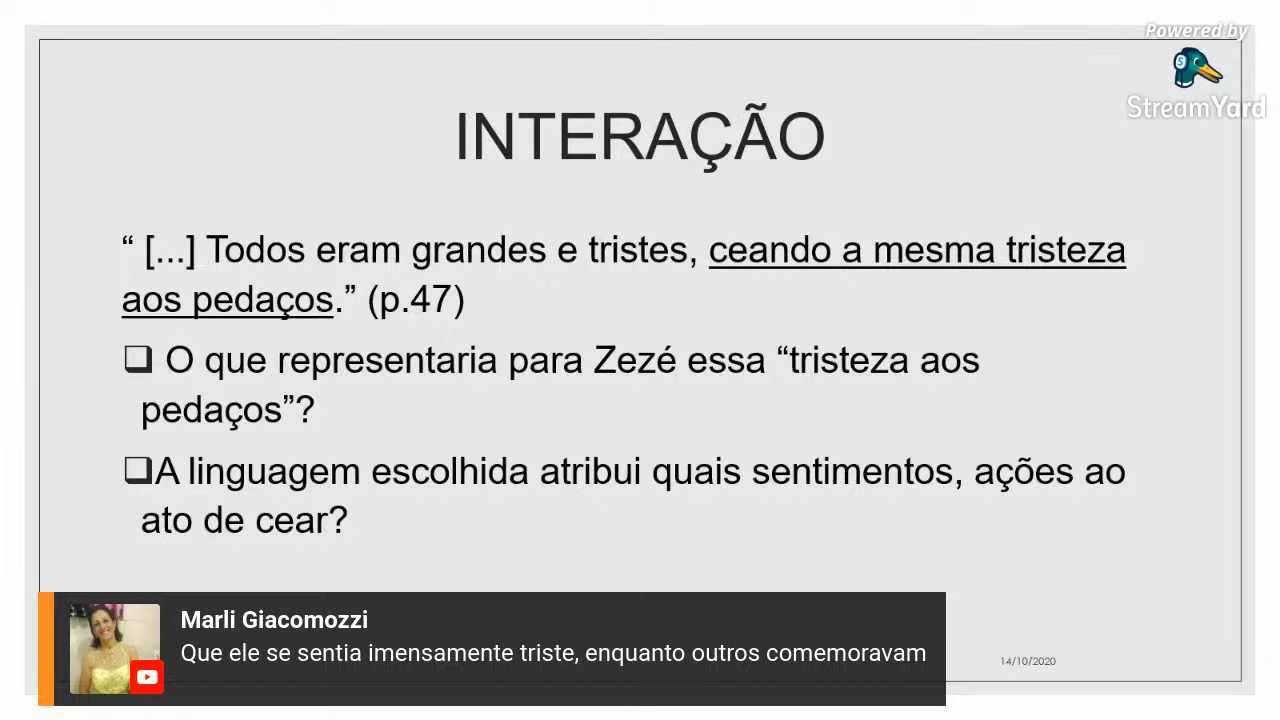 Powered by
StreamYard
INTERAÇÃO
“ [...] Todos eram grandes e tristes, ceando a mesma tristeza
aos pedaços.” (p.47)
❑ O que representaria para Zezé essa “tristeza aos
pedaços”?
❑A linguagem escolhida atribui quais sentimentos, ações ao
ato de cear?
Marli Giacomozzi
Que ele se sentia imensamente triste, enquanto outros comemoravam
14/10/2020